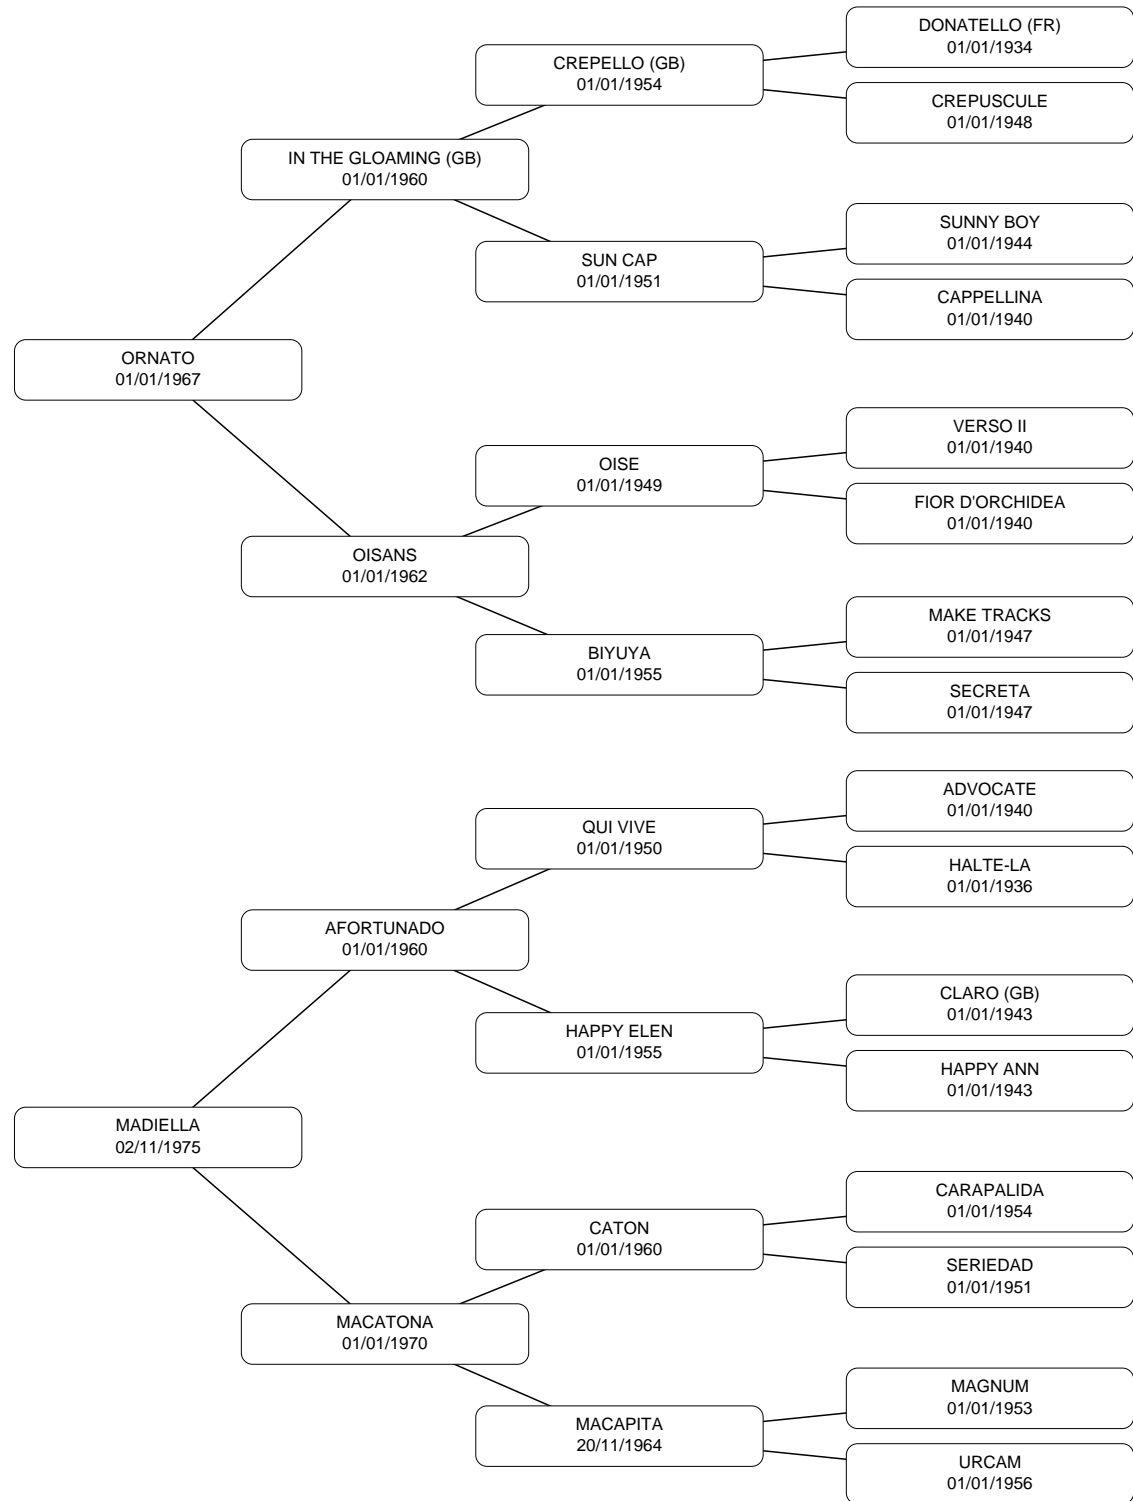 DONATELLO (FR)
01/01/1934
CREPELLO (GB)
01/01/1954
CREPUSCULE
01/01/1948
IN THE GLOAMING (GB)
01/01/1960
SUNNY BOY
01/01/1944
SUN CAP
01/01/1951
CAPPELLINA
01/01/1940
ORNATO
01/01/1967
VERSO II
01/01/1940
OISE
01/01/1949
FIOR D'ORCHIDEA
01/01/1940
OISANS
01/01/1962
MAKE TRACKS
01/01/1947
BIYUYA
01/01/1955
SECRETA
01/01/1947
ADVOCATE
01/01/1940
QUI VIVE
01/01/1950
HALTE-LA
01/01/1936
AFORTUNADO
01/01/1960
CLARO (GB)
01/01/1943
HAPPY ELEN
01/01/1955
HAPPY ANN
01/01/1943
MADIELLA
02/11/1975
CARAPALIDA
01/01/1954
CATON
01/01/1960
SERIEDAD
01/01/1951
MACATONA
01/01/1970
MAGNUM
01/01/1953
MACAPITA
20/11/1964
URCAM
01/01/1956